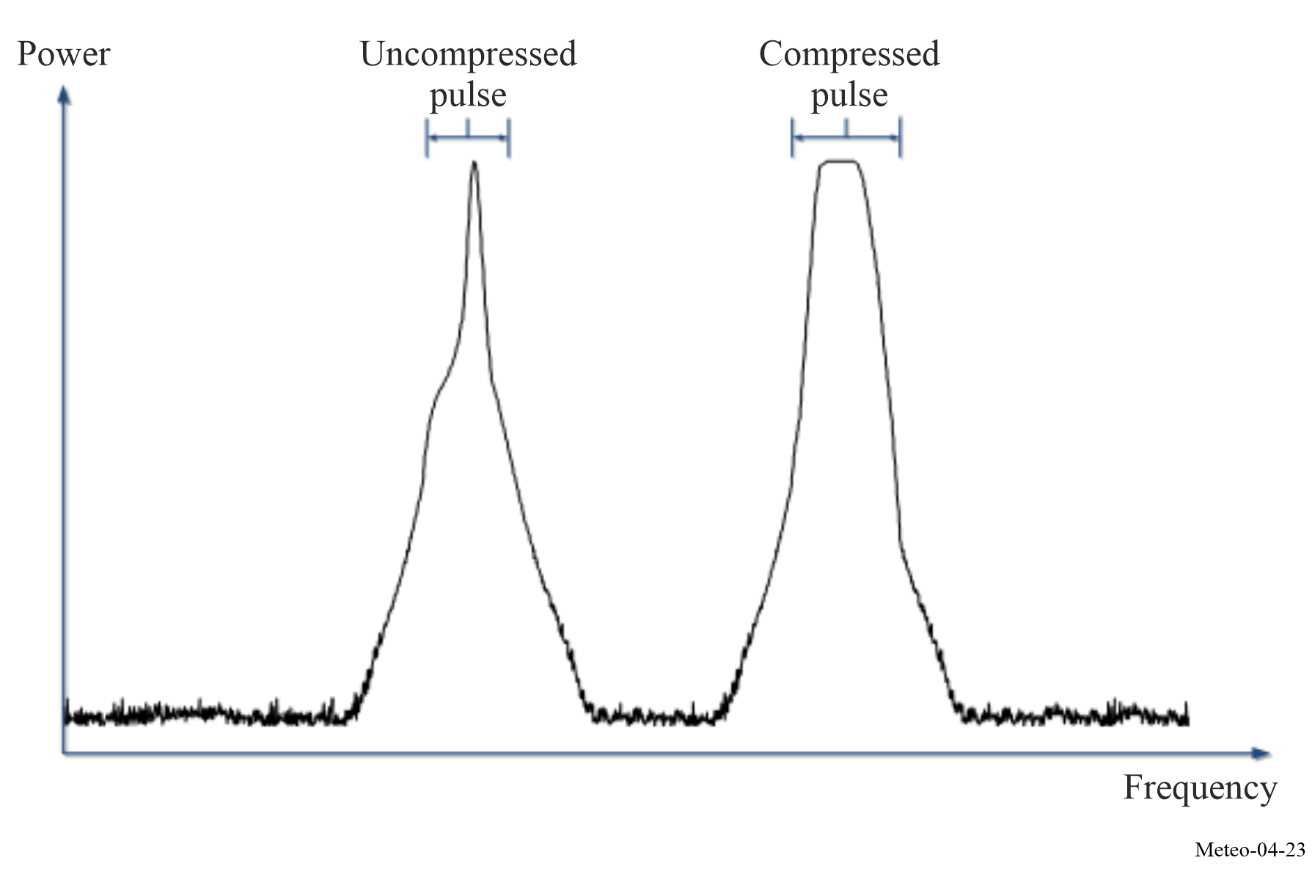 Power
Uncompressed
pulse
Compressed
pulse
Frequency
Meteo-04-23